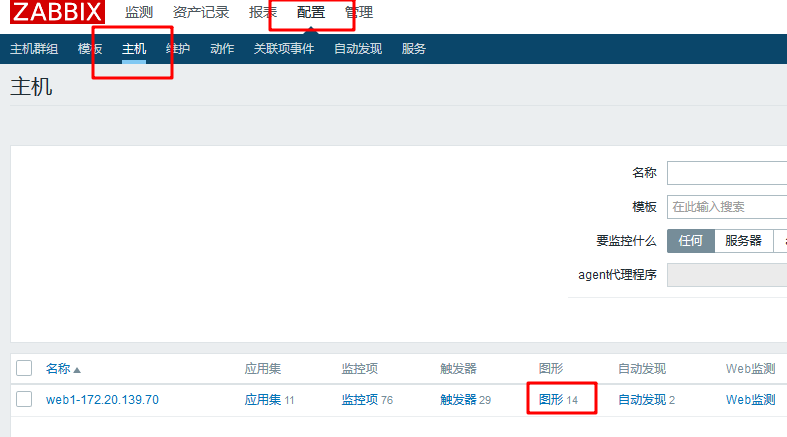 ZABBIX 监测 资产记录 报表 配置 管理
主机群组 模板 主机 维护 动作 关联项事件 自动发现 服务
主机
名称
模板 在此输入搜索
要监控什么 任何 服务器
agent代理程序
名称 应用集 监控项 触发器 图形 自动发现 Web监测
web1-172.20.139.70 应用集 11 监控项 76 触发器 29 图形 14 自动发现 2 Web监测